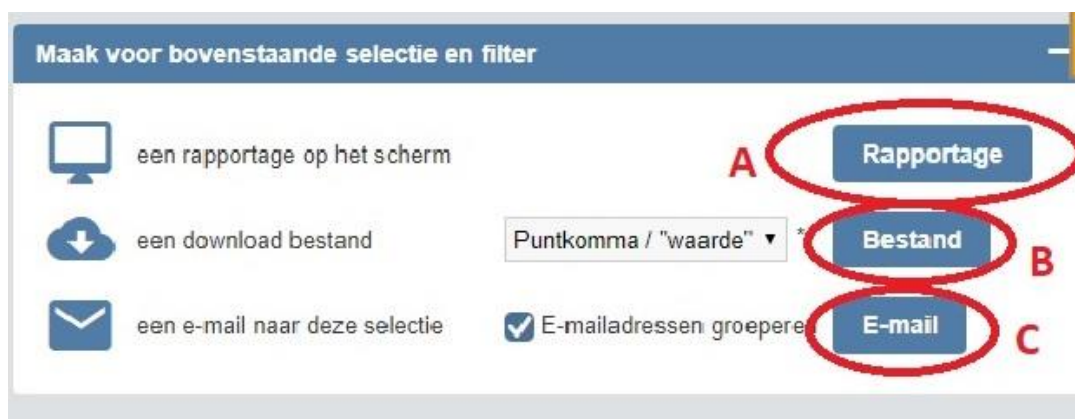 Maak voor bovenstaande selectie en filter
een rapportage op het scherm A Rapportage
een download bestand Puntkomma / "waarde" * Bestand B
een e-mail naar deze selectie E-mailadressen groepere E-mail C